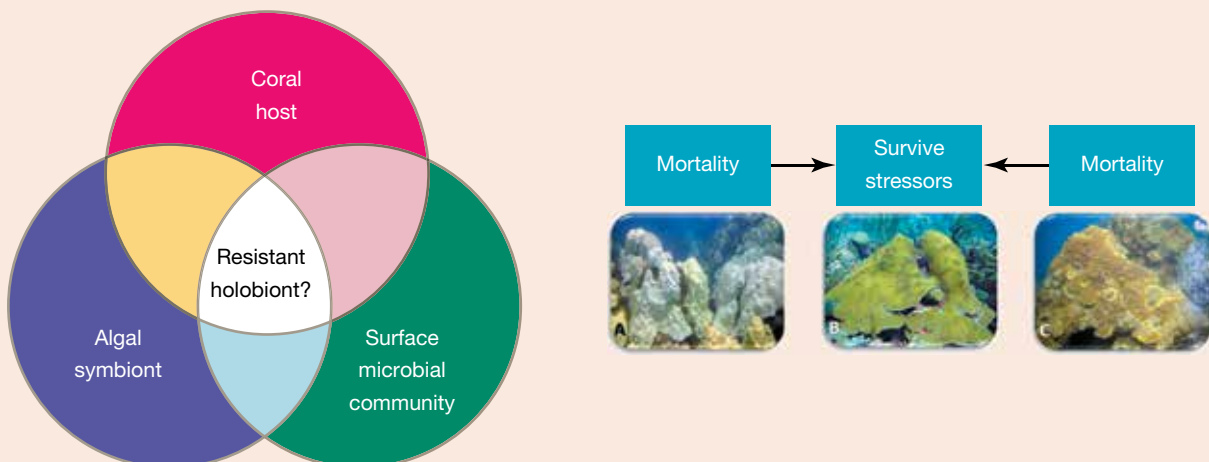 Coral
host
Resistant
holobiont?
Algal
symbiont
Surface
microbial
community
Mortality
Survive
stressors
Mortality
A
B
C